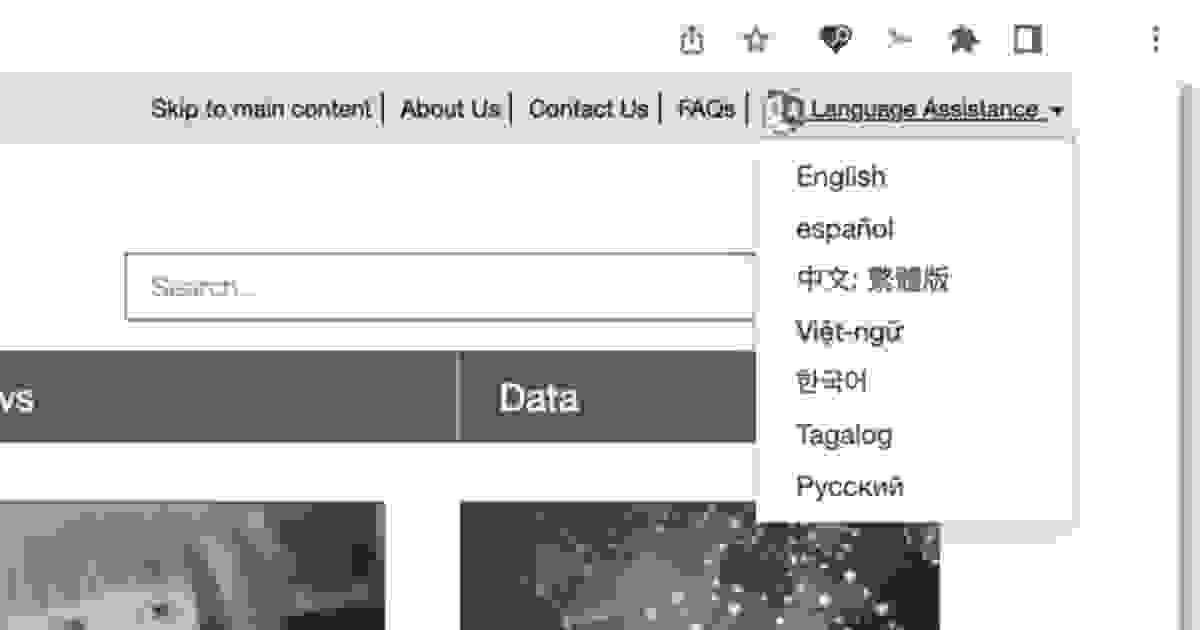 Skip to main content | About Us | Contact Us | FAQs | Language Assistance
English
español
中文: 繁體版
Search...
Việt-ngữ
한국어
vs Data
Tagalog
Русский